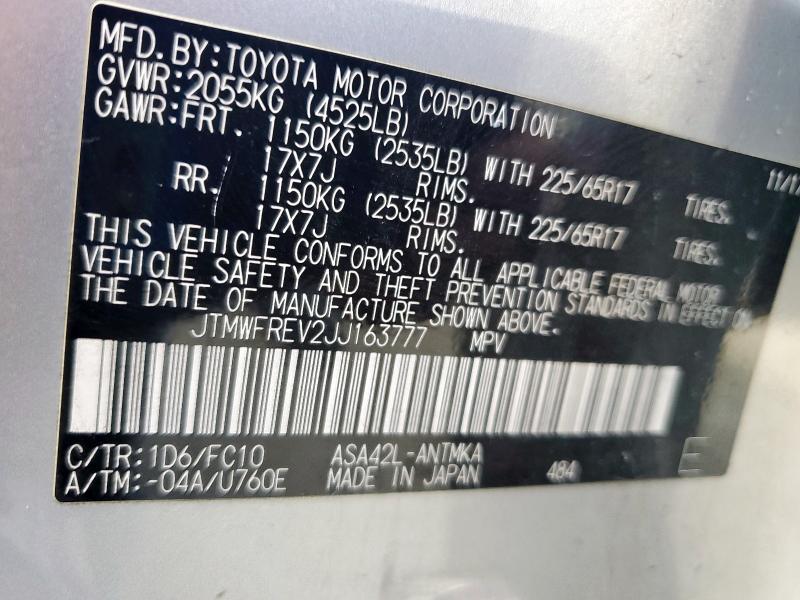 MFD. BY: TOYOTA MOTOR CORPORATION
GVWR: 2055KG (4525LB)
GAWR: FRT. 1150KG (2535LB) WITH 225/65R17 TIRES.
17X7J RIMS.
RR. 1150KG (2535LB) WITH 225/65R17 TIRES.
17X7J RIMS.
THIS VEHICLE CONFORMS TO ALL APPLICABLE FEDERAL MOTOR
VEHICLE SAFETY AND THEFT PREVENTION STANDARDS IN EFFECT ON
THE DATE OF MANUFACTURE SHOWN ABOVE.
JTMWFREV2JJ163777 MPV
C/TR: 1D6/FC10 ASA42L-ANTMKA
A/TM: -04A/U760E MADE IN JAPAN 484 E